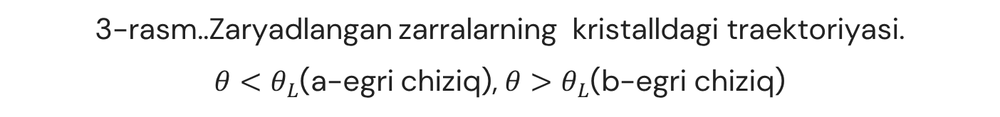 3-rasm..Zaryadlangan zarralarning kristalldagi traektoriyasi.
θ < θ_L(a-egri chiziq), θ > θ_L(b-egri chiziq)